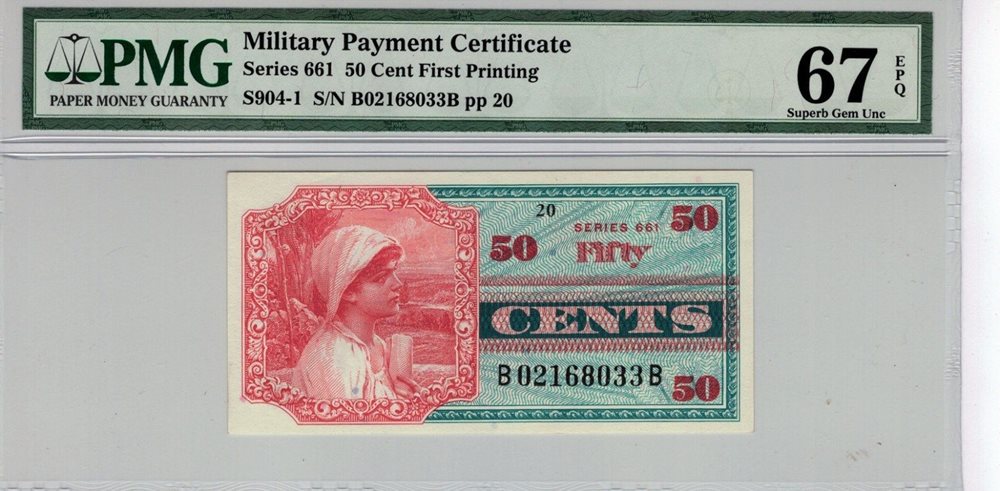 PMG
PAPER MONEY GUARANTY
Military Payment Certificate
Series 661 50 Cent First Printing
S904-1 S/N B02168033B pp 20
67
EPQ
Superb Gem Unc
20
SERIES 661
50
50
Fifty
CENTS
B02168033B
50